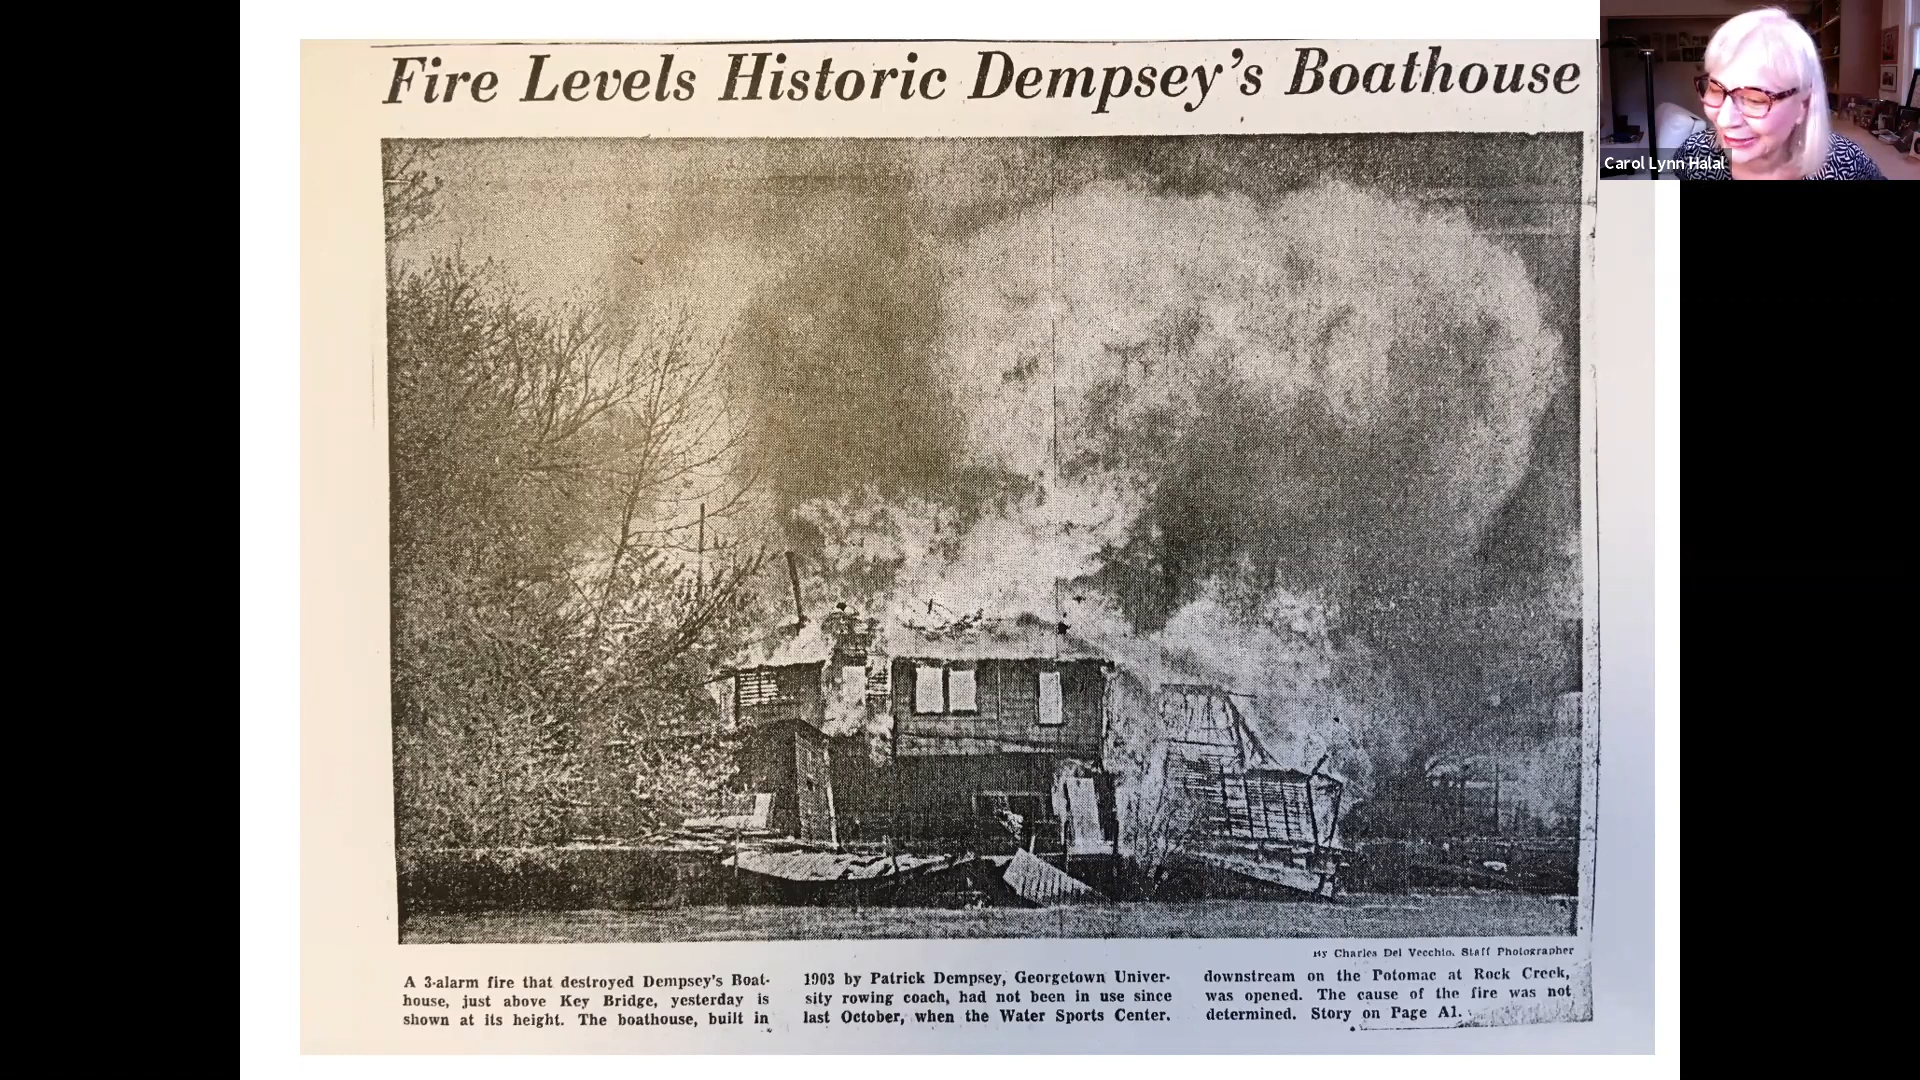 Fire Levels Historic Dempsey's Boathouse
Carol Lynn Halal
By Charles Del Vecchio, Staff Photographer
A 3-alarm fire that destroyed Dempsey's Boat-
house, just above Key Bridge, yesterday is
shown at its height. The boathouse, built in
1903 by Patrick Dempsey, Georgetown Univer-
sity rowing coach, had not been in use since
last October, when the Water Sports Center,
downstream on the Potomac at Rock Creek,
was opened. The cause of the fire was not
determined. Story on Page A1.